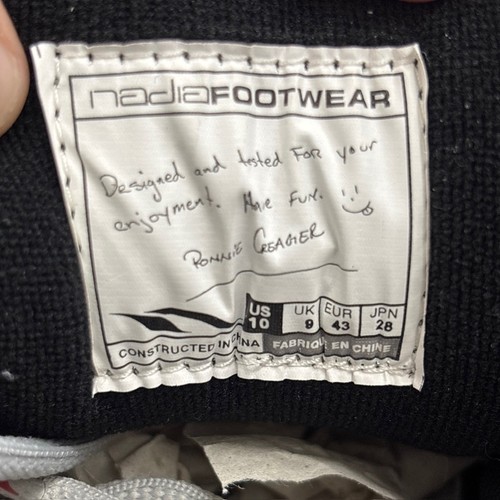 nadiaFOOTWEAR
Designed and tested FOR your
enjoyment. Have FUN.
RONNIE CREAGER
US UK EUR JPN
10 9 43 28
CONSTRUCTED IN CHINA FABRIQUÉ EN CHINE